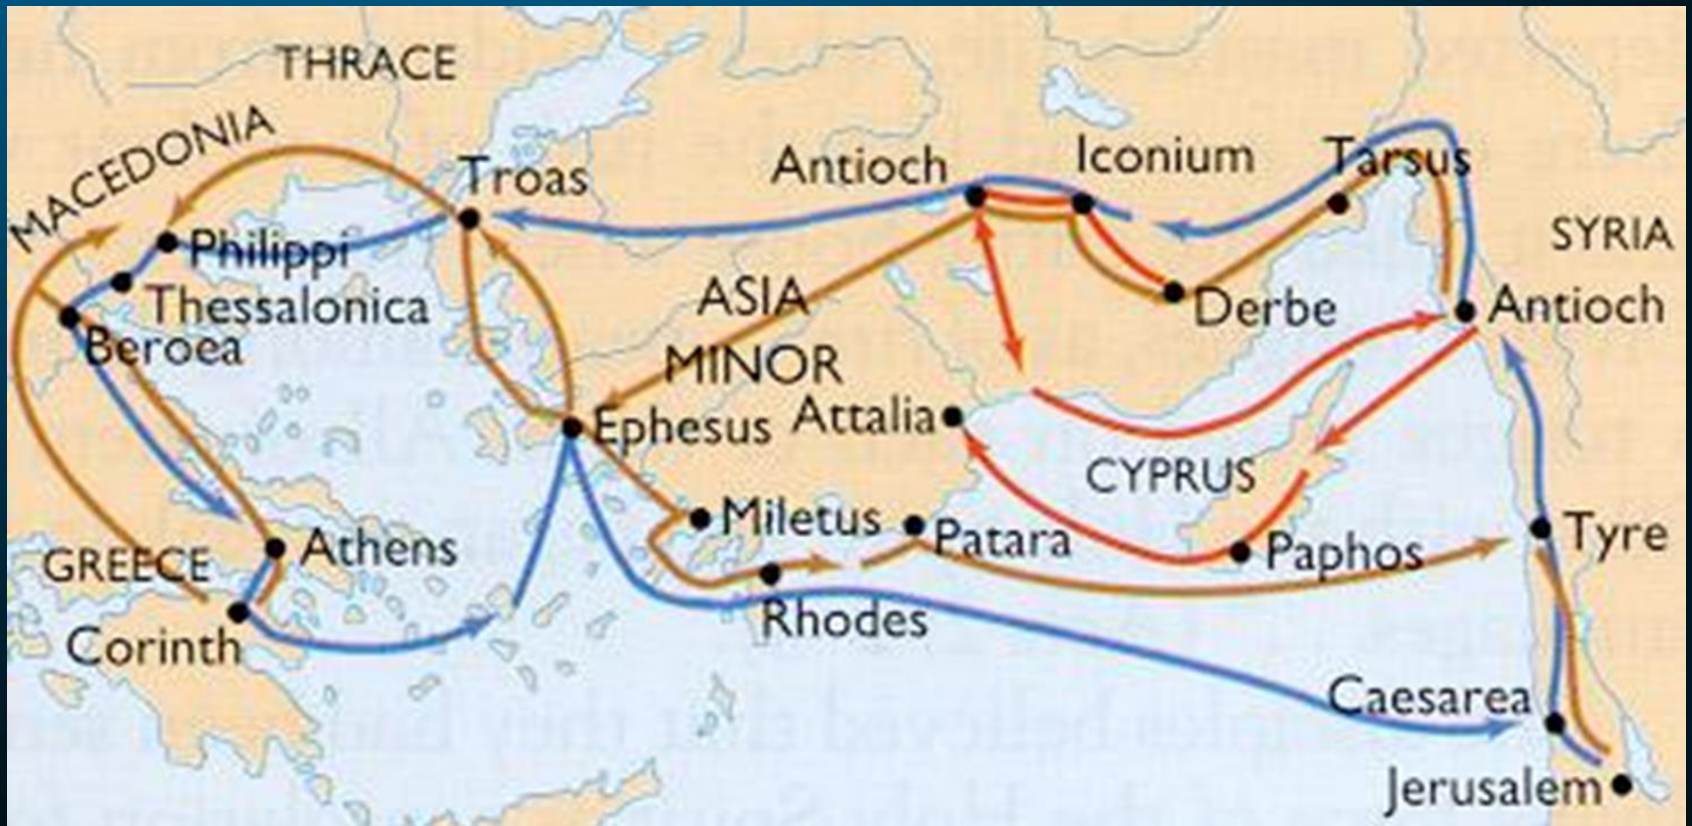 THRACE
MACEDONIA
Troas
Antioch
Iconium
Tarsus
SYRIA
Philippi
Thessalonica
Beroea
ASIA
MINOR
Derbe
Antioch
Ephesus
Attalia
CYPRUS
Miletus
Patara
Paphos
Tyre
GREECE
Athens
Rhodes
Corinth
Caesarea
Jerusalem